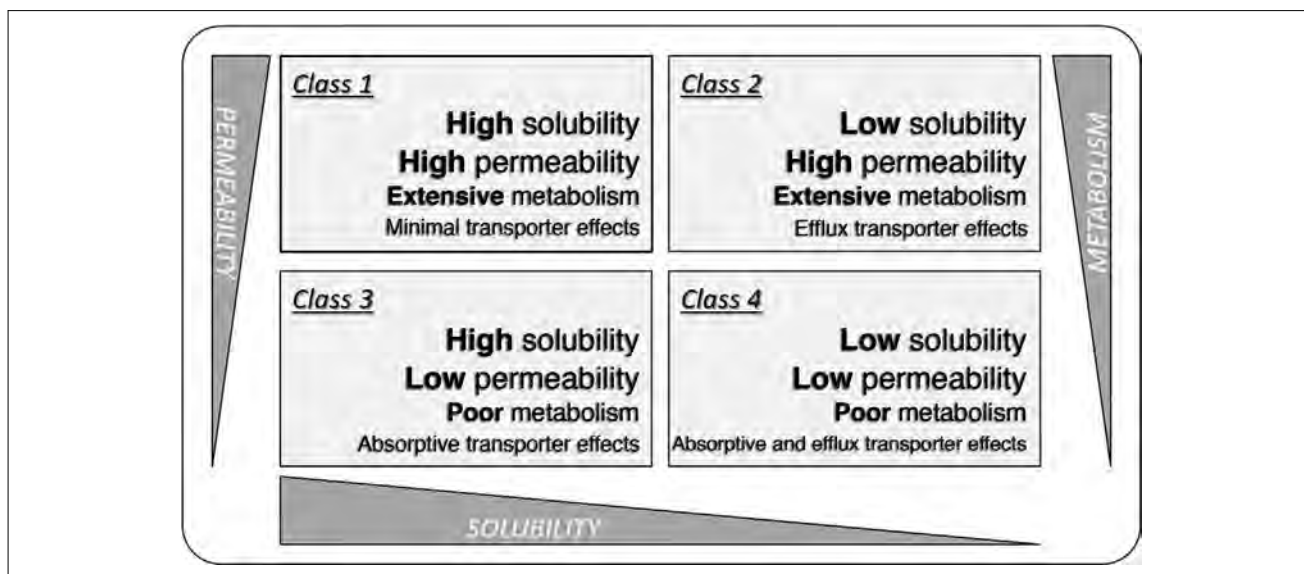 PERMEABILITY
Class 1
High solubility
High permeability
Extensive metabolism
Minimal transporter effects
Class 2
Low solubility
High permeability
Extensive metabolism
Efflux transporter effects
METABOLISM
Class 3
High solubility
Low permeability
Poor metabolism
Absorptive transporter effects
Class 4
Low solubility
Low permeability
Poor metabolism
Absorptive and efflux transporter effects
SOLUBILITY